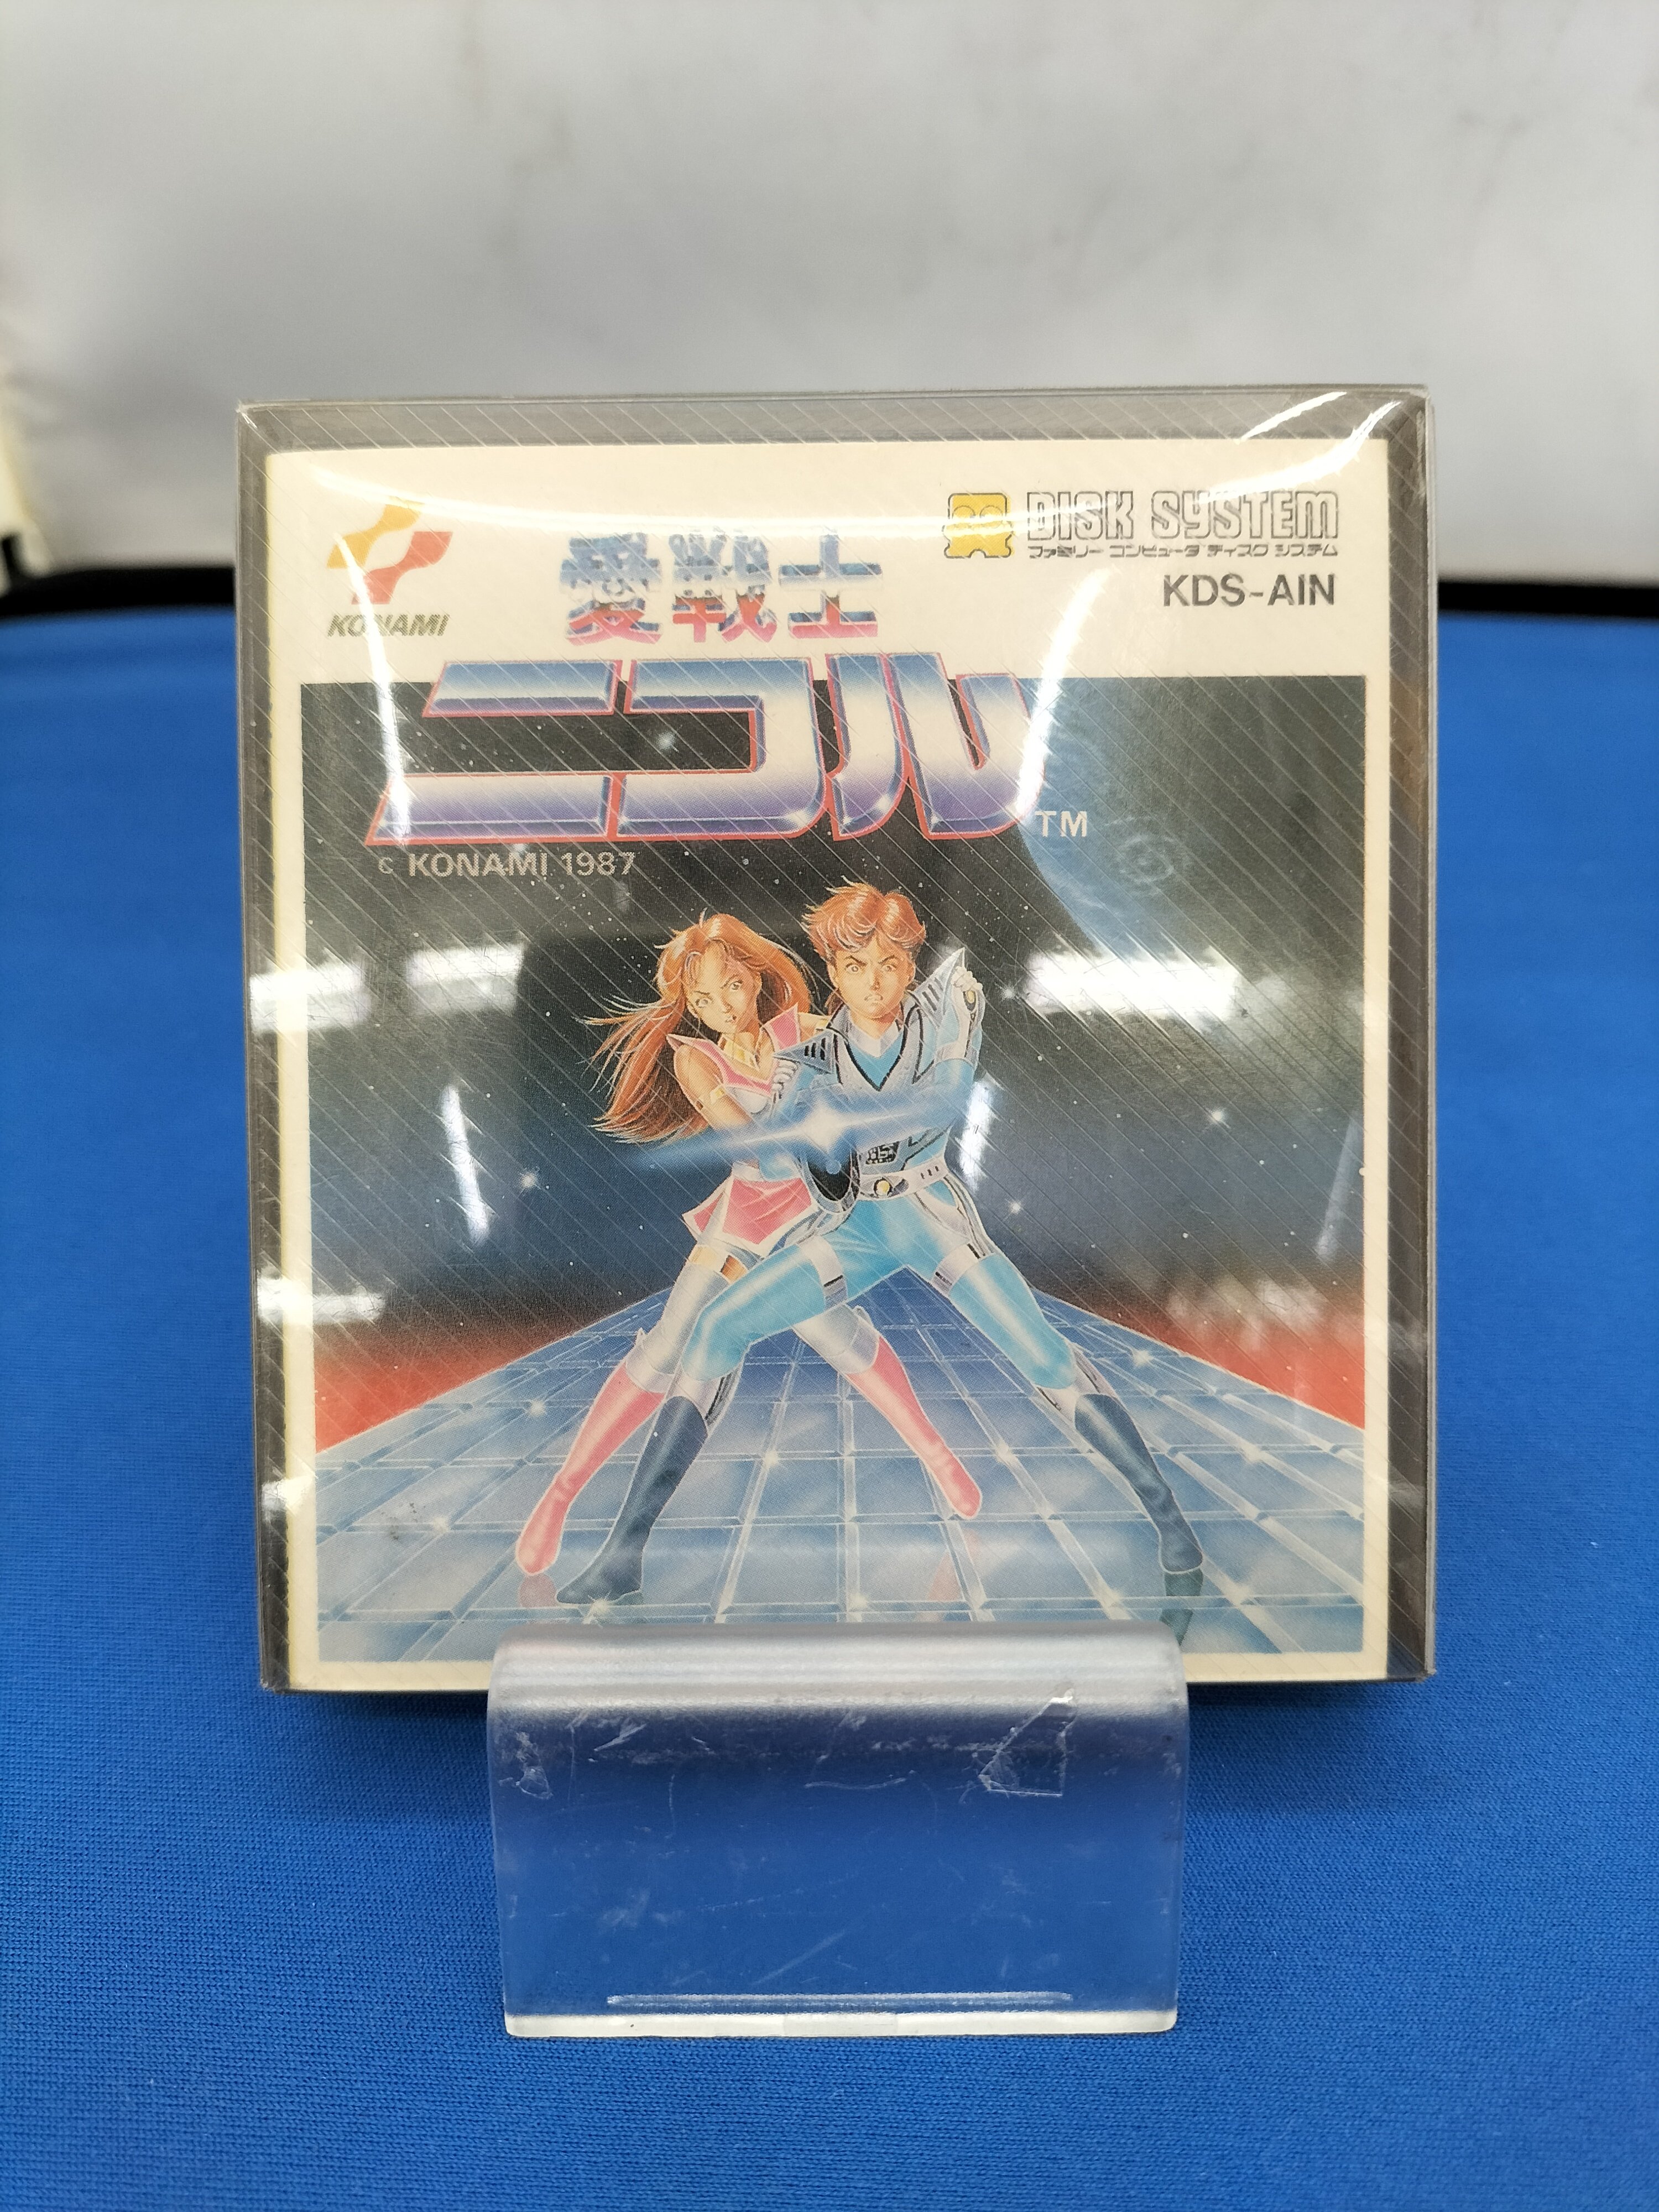 KONAMI
DISK SYSTEM
ファミリー コンピュータ ディスク システム
KDS-AIN
愛戦士
ニコル
TM
C KONAMI 1987